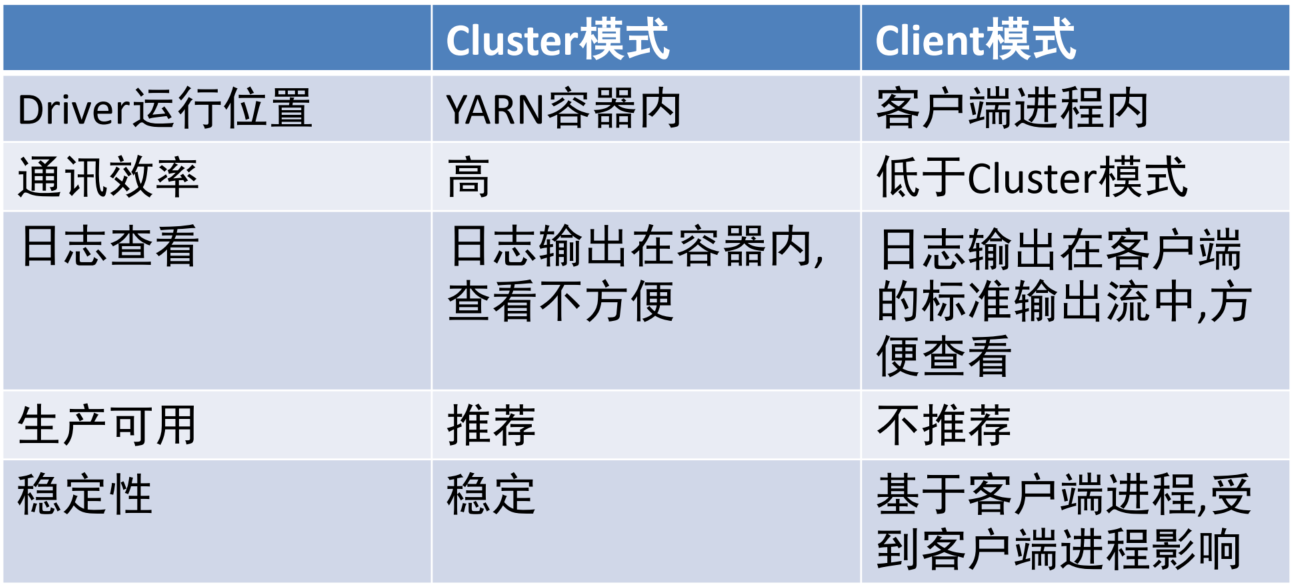 Cluster模式 Client模式
Driver运行位置 YARN容器内 客户端进程内
通讯效率 高 低于Cluster模式
日志查看 日志输出在容器内, 日志输出在客户端
查看不方便 的标准输出流中,方
便查看
生产可用 推荐 不推荐
稳定性 稳定 基于客户端进程,受
到客户端进程影响